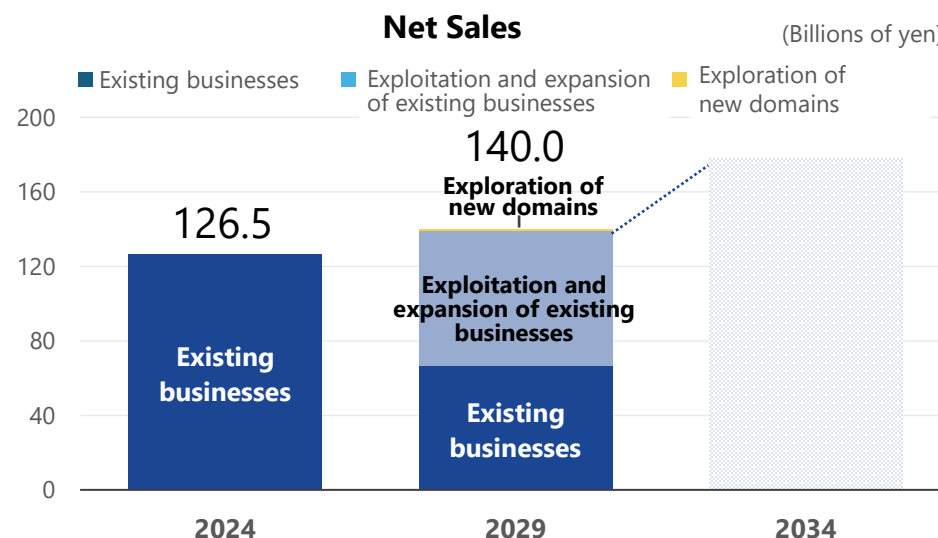 Net Sales
(Billions of yen)
Existing businesses
Exploitation and expansion
of existing businesses
Exploration of
new domains
200
160
120
80
40
0
126.5
Existing
businesses
140.0
Exploration of
new domains
Exploitation and
expansion of existing
businesses
Existing
businesses
2024
2029
2034